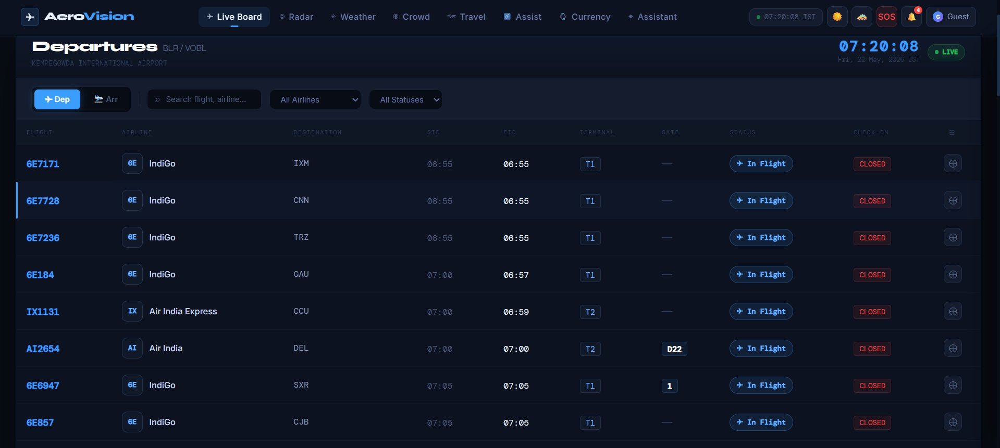 AeroVision
Live Board
Radar
Weather
Crowd
Travel
Assist
Currency
Assistant
07:20:08 IST
SOS
4
G Guest
Departures BLR / VOBL
KEMPEGOWDA INTERNATIONAL AIRPORT
07:20:08
Fri, 22 May, 2026 IST
LIVE
Dep
Arr
Search flight, airline...
All Airlines
All Statuses
FLIGHT AIRLINE DESTINATION STD ETD TERMINAL GATE STATUS CHECK-IN
6E7171 6E IndiGo IXM 06:55 06:55 T1 — In Flight CLOSED
6E7728 6E IndiGo CNN 06:55 06:55 T1 — In Flight CLOSED
6E7236 6E IndiGo TRZ 06:55 06:55 T1 — In Flight CLOSED
6E184 6E IndiGo GAU 07:00 06:57 T1 — In Flight CLOSED
IX1131 IX Air India Express CCU 07:00 06:59 T2 — In Flight CLOSED
AI2654 AI Air India DEL 07:00 07:00 T2 D22 In Flight CLOSED
6E6947 6E IndiGo SXR 07:05 07:05 T1 1 In Flight CLOSED
6E857 6E IndiGo CJB 07:05 07:05 T1 — In Flight CLOSED